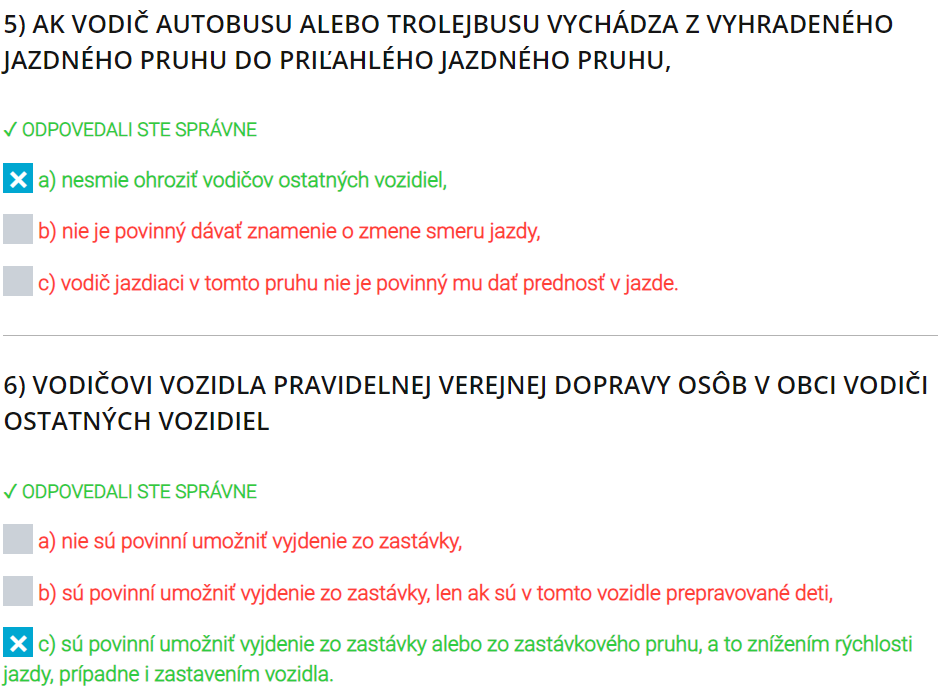 5) AK VODIČ AUTOBUSU ALEBO TROLEJBUSU VYCHÁDZA Z VYHRADENÉHO
JAZDNÉHO PRUHU DO PRIĽAHLÉHO JAZDNÉHO PRUHU,
✓ ODPOVEDALI STE SPRÁVNE
a) nesmie ohroziť vodičov ostatných vozidiel,
b) nie je povinný dávať znamenie o zmene smeru jazdy,
c) vodič jazdiaci v tomto pruhu nie je povinný mu dať prednosť v jazde.
6) VODIČOVI VOZIDLA PRAVIDELNEJ VEREJNEJ DOPRAVY OSÔB V OBCI VODIČI
OSTATNÝCH VOZIDIEL
✓ ODPOVEDALI STE SPRÁVNE
a) nie sú povinní umožniť vyjdenie zo zastávky,
b) sú povinní umožniť vyjdenie zo zastávky, len ak sú v tomto vozidle prepravované deti,
c) sú povinní umožniť vyjdenie zo zastávky alebo zo zastávkového pruhu, a to znížením rýchlosti
jazdy, prípadne i zastavením vozidla.